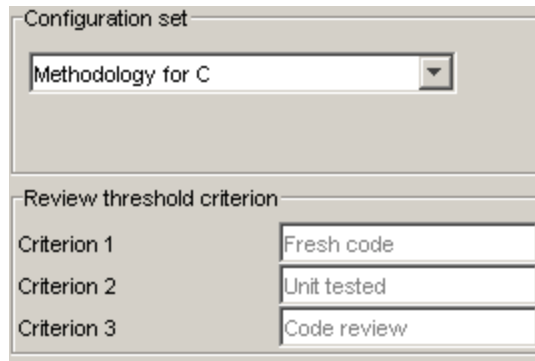 Configuration set
Methodology for C
Review threshold criterion
Criterion 1 Fresh code
Criterion 2 Unit tested
Criterion 3 Code review